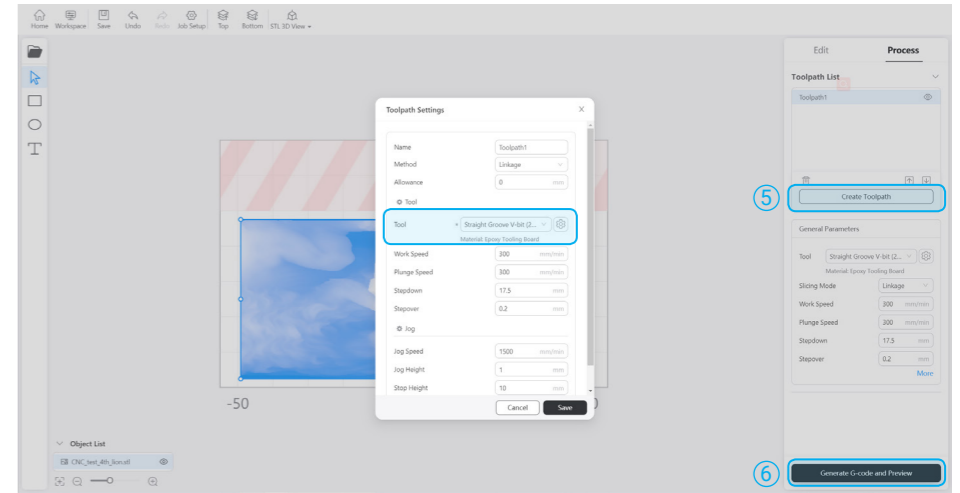 Home Workspace Save Undo Redo Job Setup Top Bottom STL 3D View
Edit Process
Toolpath List
Toolpath1
5
Create Toolpath
General Parameters
Tool Straight Groove V-bit (2...
Material: Epoxy Tooling Board
Slicing Mode Linkage
Work Speed 300 mm/min
Plunge Speed 300 mm/min
Stepdown 17.5 mm
Stepover 0.2 mm
More
6
Generate G-code and Preview
Toolpath Settings
Name Toolpath1
Method Linkage
Allowance 0 mm
Tool
Tool * Straight Groove V-bit (2...
Material: Epoxy Tooling Board
Work Speed 300 mm/min
Plunge Speed 300 mm/min
Stepdown 17.5 mm
Stepover 0.2 mm
Jog
Jog Speed 1500 mm/min
Jog Height 1 mm
Stop Height 10 mm
Cancel Save
-50
Object List
CNC_test_4th_lion.stl